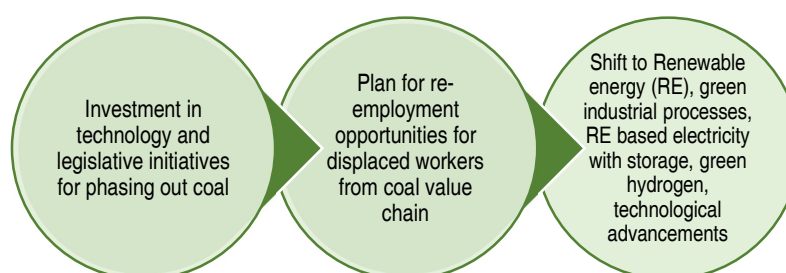 Investment in
technology and
legislative initiatives
for phasing out coal
Plan for re-
employment
opportunities for
displaced workers
from coal value
chain
Shift to Renewable
energy (RE), green
industrial processes,
RE based electricity
with storage, green
hydrogen,
technological
advancements